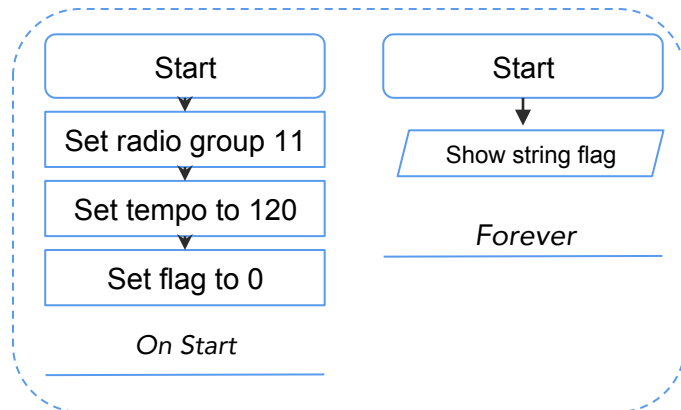 Start
Set radio group 11
Set tempo to 120
Set flag to 0
On Start
Start
Show string flag
Forever